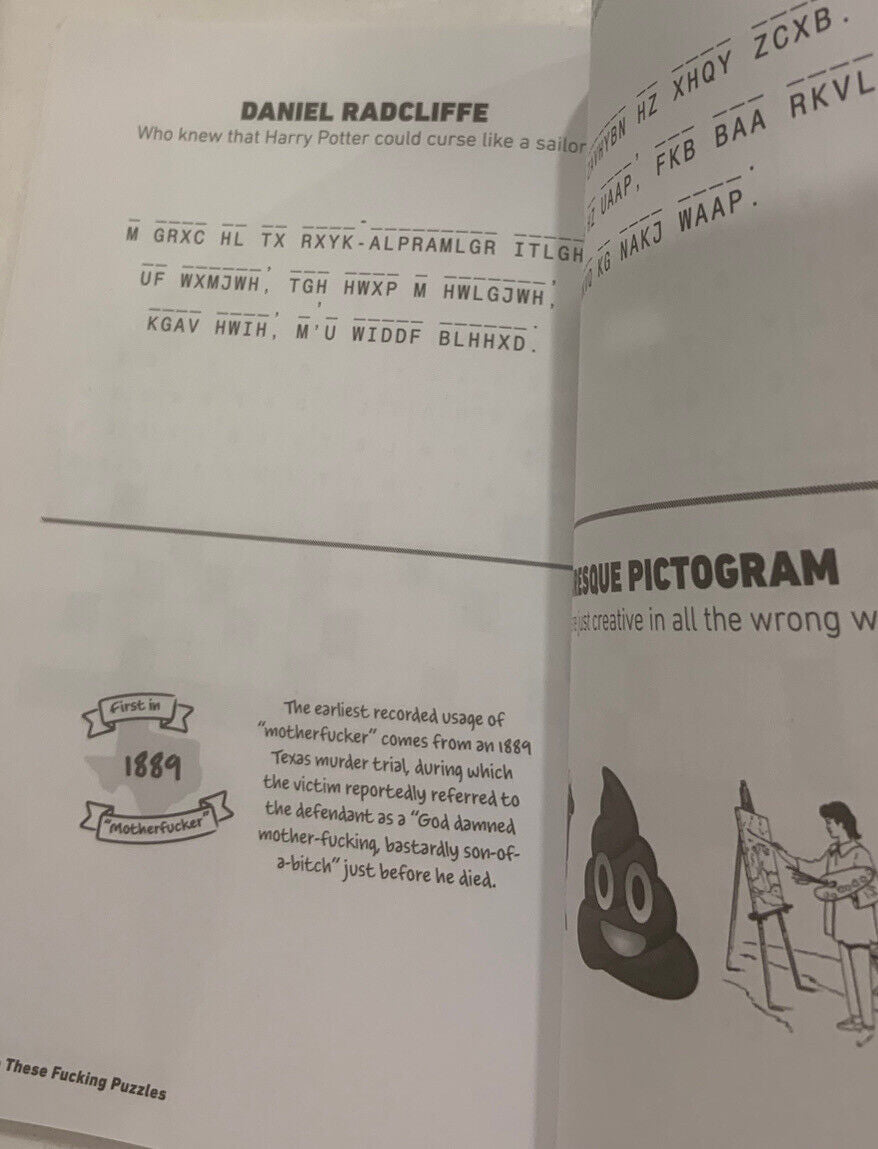 DANIEL RADCLIFFE
Who knew that Harry Potter could curse like a sailor
M GRXC HL TX RXYK-ALPRAMLGR ITLGH
UF WXMJWH, TGH HWXP M HWLGJWH,
KGAV HWIH, M'U WIDDF BLHHXD.
First in
1889
"Motherfucker"
The earliest recorded usage of
"motherfucker" comes from an 1889
Texas murder trial, during which
the victim reportedly referred to
the defendant as a "God damned
mother-fucking, bastardly son-of-
a-bitch" just before he died.
These Fucking Puzzles
HZ XHQY ZCXB.
UAAP, FKB BAA RKVL
KG NAKJ WAAP.
ESQUE PICTOGRAM
just creative in all the wrong w